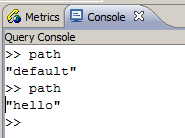 Metrics Console
Query Console
>> path
"default"
>> path
"hello"
>>